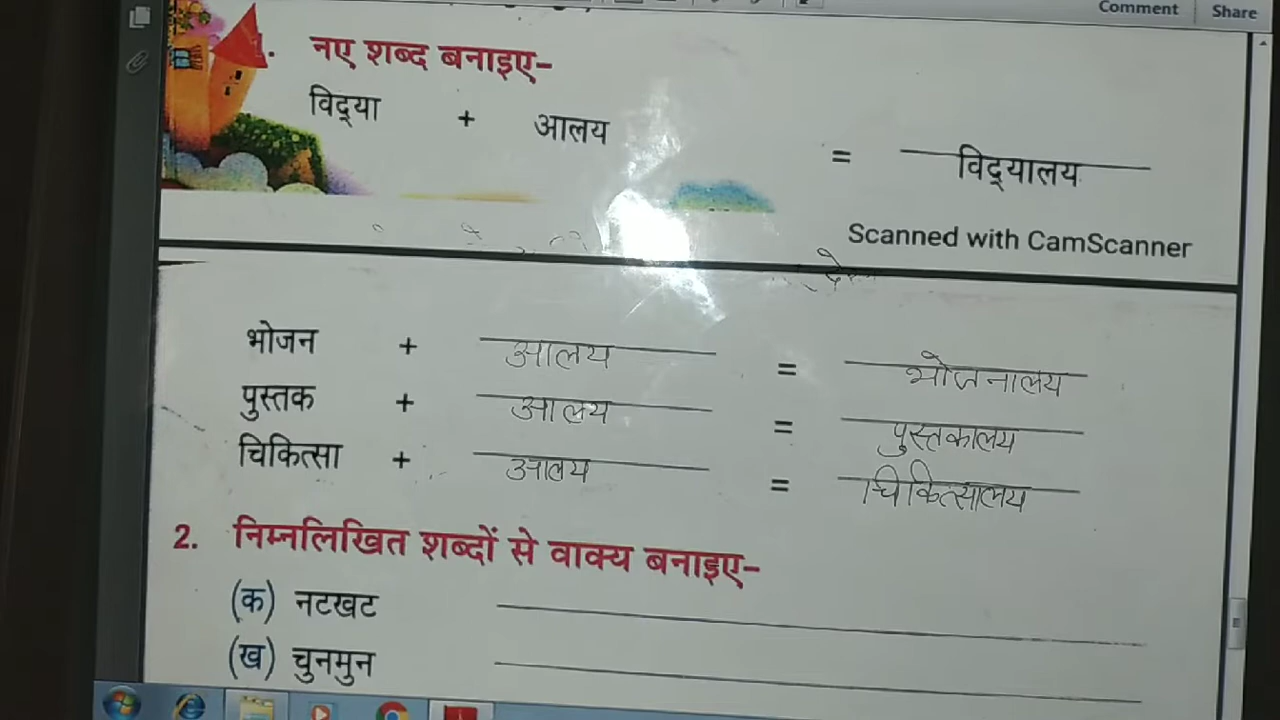 Comment Share
1. नए शब्द बनाइए–
विद्या + आलय = विद्यालय
Scanned with CamScanner
भोजन + आलय = भोजनालय
पुस्तक + आलय = पुस्तकालय
चिकित्सा + आलय = चिकित्सालय
2. निम्नलिखित शब्दों से वाक्य बनाइए–
(क) नटखट
(ख) चुनमुन